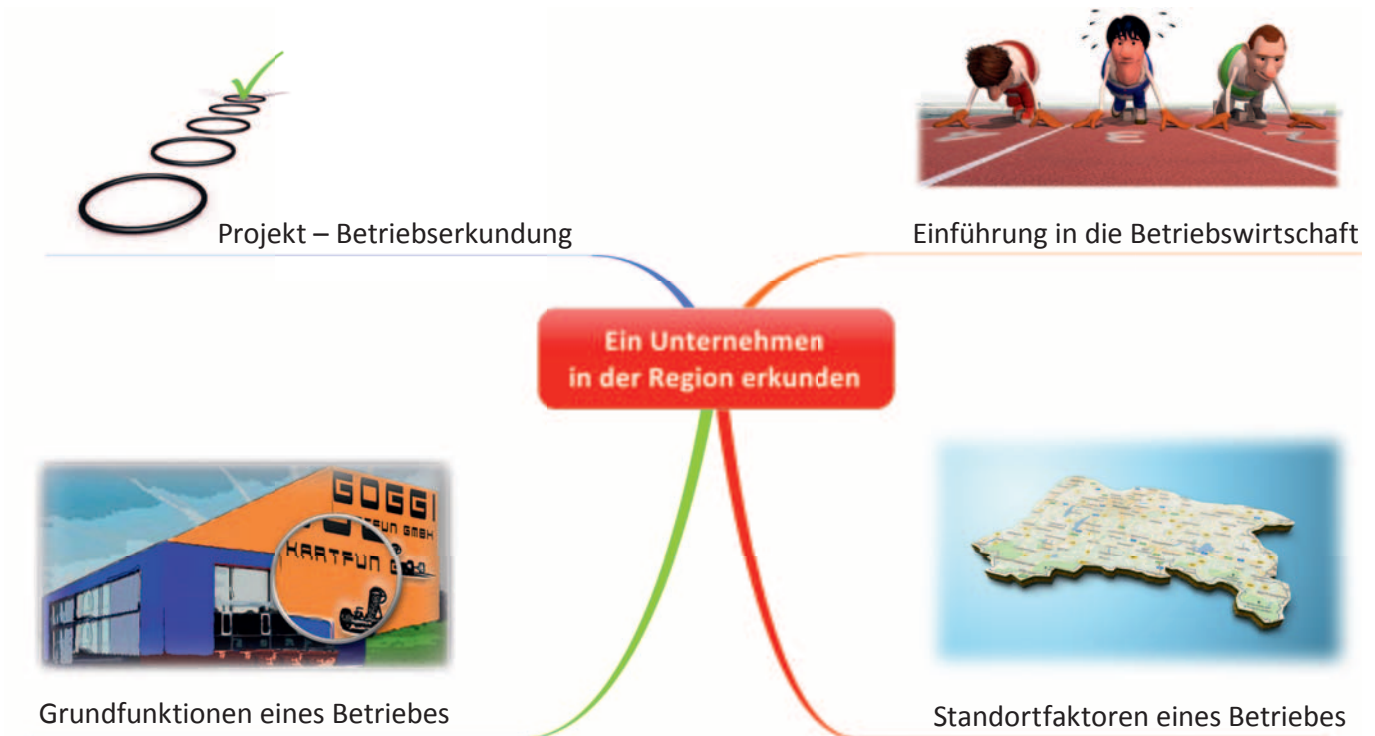 Projekt – Betriebserkundung
Einführung in die Betriebswirtschaft
Ein Unternehmen
in der Region erkunden
GOGGI
GMBH
KARTFUN
Grundfunktionen eines Betriebes
Standortfaktoren eines Betriebes